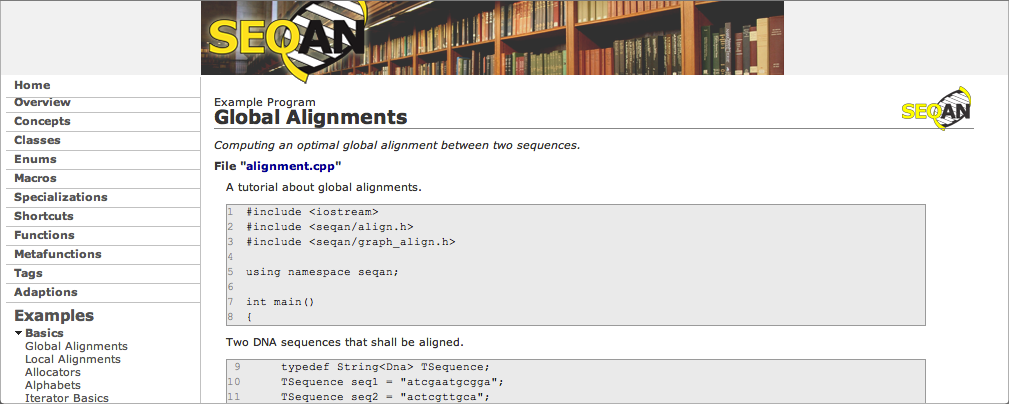 SEQAN
Home
Overview
Concepts
Classes
Enums
Macros
Specializations
Shortcuts
Functions
Metafunctions
Tags
Adaptions
Examples
Basics
Global Alignments
Local Alignments
Allocators
Alphabets
Iterator Basics
Example Program
Global Alignments
SEQAN
Computing an optimal global alignment between two sequences.
File "alignment.cpp"
A tutorial about global alignments.
1 #include <iostream>
2 #include <seqan/align.h>
3 #include <seqan/graph_align.h>
4
5 using namespace seqan;
6
7 int main()
8 {
Two DNA sequences that shall be aligned.
9 typedef String<Dna> TSequence;
10 TSequence seq1 = "atcgaatgcgga";
11 TSequence seq2 = "actcgttgca";